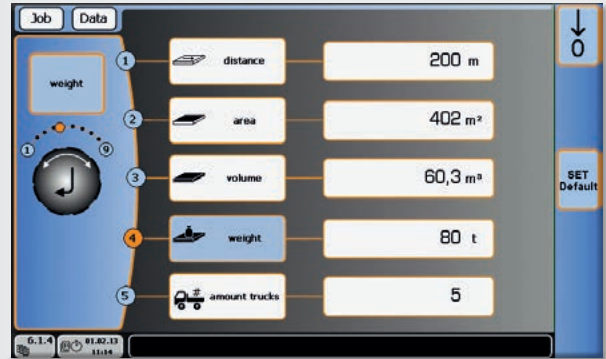 Job Data
0
weight
1 9
1 distance 200 m
2 area 402 m²
3 volume 60,3 m³
SET
Default
4 weight 80 t
5 # amount trucks 5
6.1.4 01.02.13
11:14